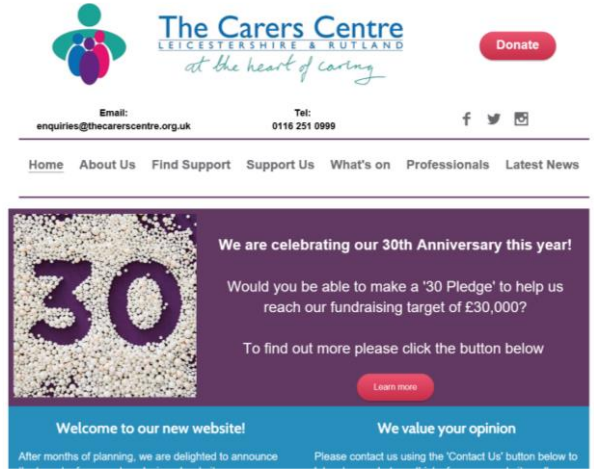 The Carers Centre
LEICESTERSHIRE & RUTLAND
at the heart of caring
Donate
Email:
enquiries@thecarerscentre.org.uk
Tel:
0116 251 0999
Home About Us Find Support Support Us What's on Professionals Latest News
30
We are celebrating our 30th Anniversary this year!
Would you be able to make a '30 Pledge' to help us
reach our fundraising target of £30,000?
To find out more please click the button below
Learn more
Welcome to our new website!
After months of planning, we are delighted to announce
We value your opinion
Please contact us using the 'Contact Us' button below to